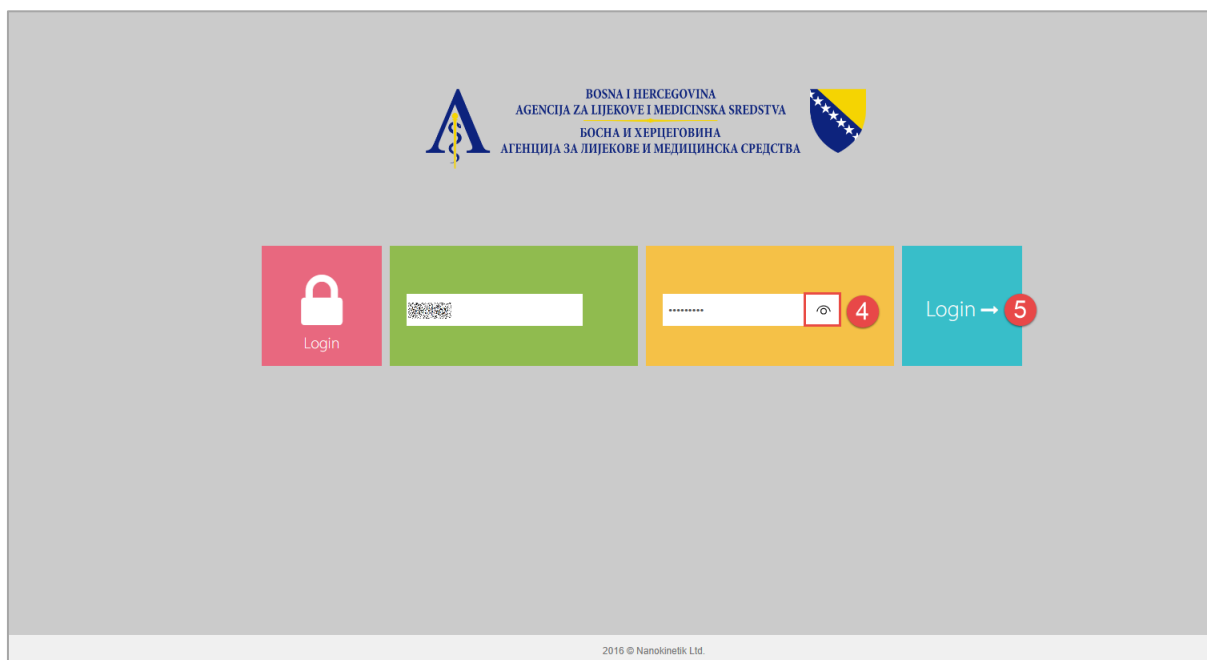 BOSNA I HERCEGOVINA
AGENCIJA ZA LIJEKOVE I MEDICINSKA SREDSTVA
БОСНА И ХЕРЦЕГОВИНА
АГЕНЦИЈА ЗА ЛИЈЕКОВЕ И МЕДИЦИНСКА СРЕДСТВА
Login
4
Login → 5
2016 © Nanokinetik Ltd.